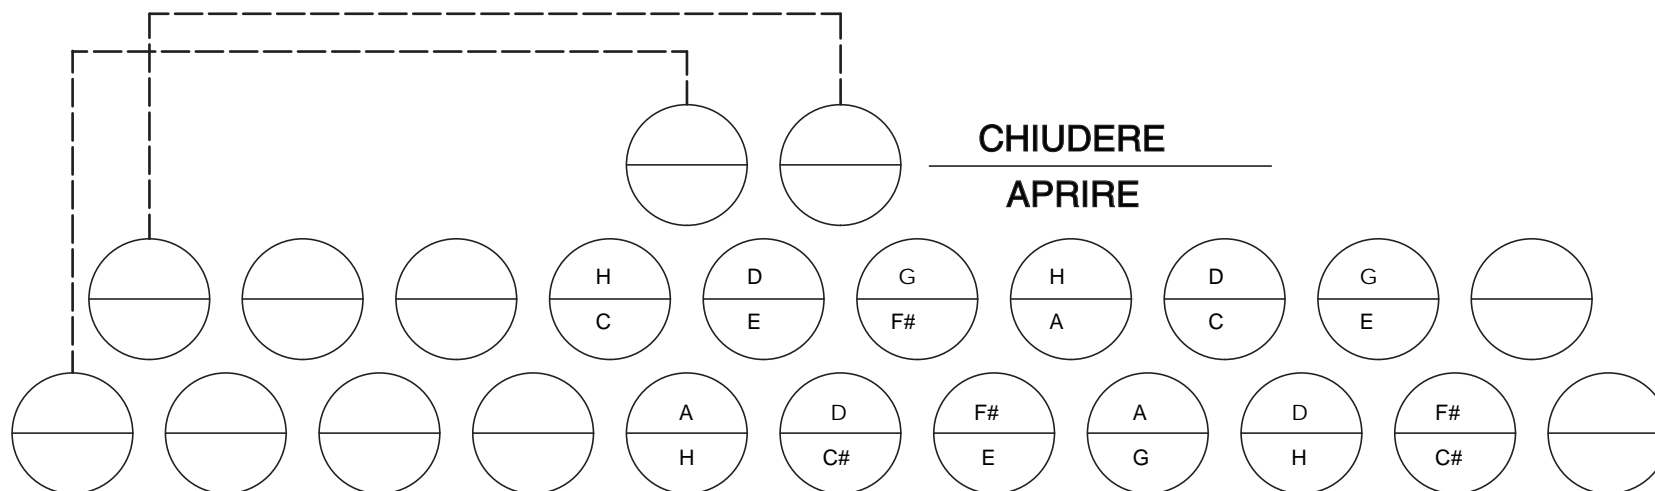 CHIUDERE
APRIRE
H D G H D G
C E F# A C E
A D F# A D F#
H C# E G H C#